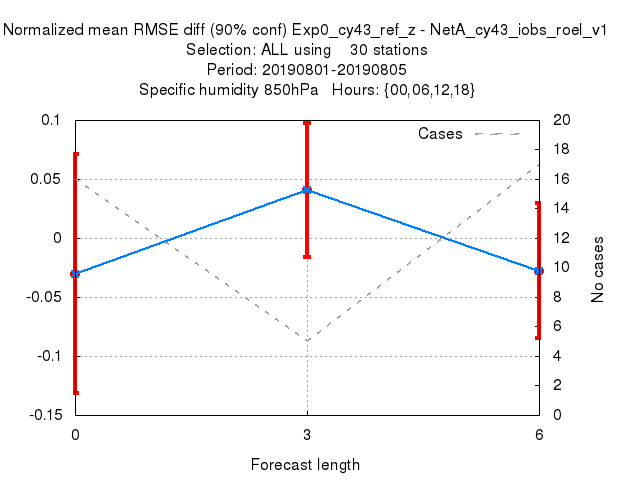 Normalized mean RMSE diff (90% conf) Exp0_cy43_ref_z - NetA_cy43_iobs_roel_v1
Selection: ALL using 30 stations
Period: 20190801-20190805
Specific humidity 850hPa Hours: {00,06,12,18}
Cases
0.1
0.05
0
-0.05
-0.1
-0.15
20
18
16
14
12
10
8
6
4
2
0
No cases
0 3 6
Forecast length